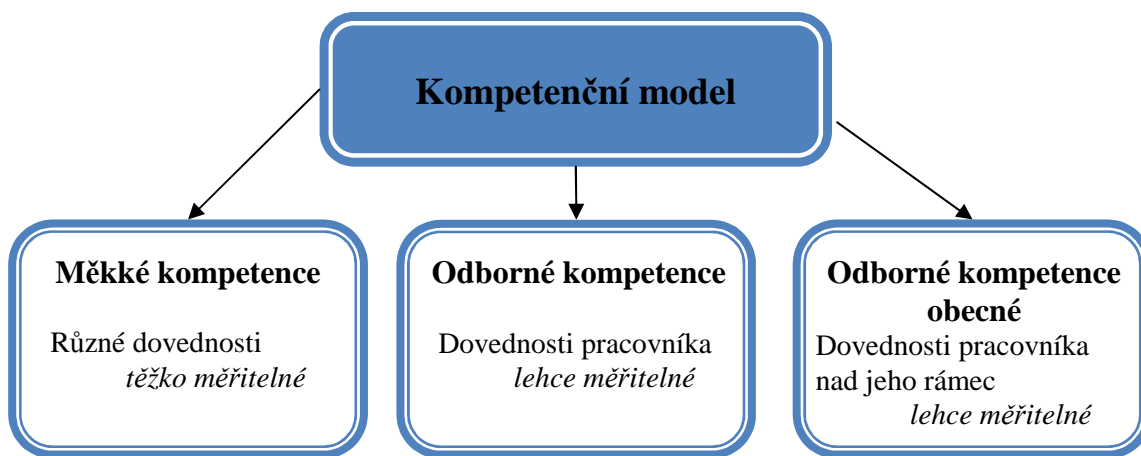 Kompetenční model
Měkké kompetence
Různé dovednosti
těžko měřitelné
Odborné kompetence
Dovednosti pracovníka
lehce měřitelné
Odborné kompetence
obecné
Dovednosti pracovníka
nad jeho rámec
lehce měřitelné